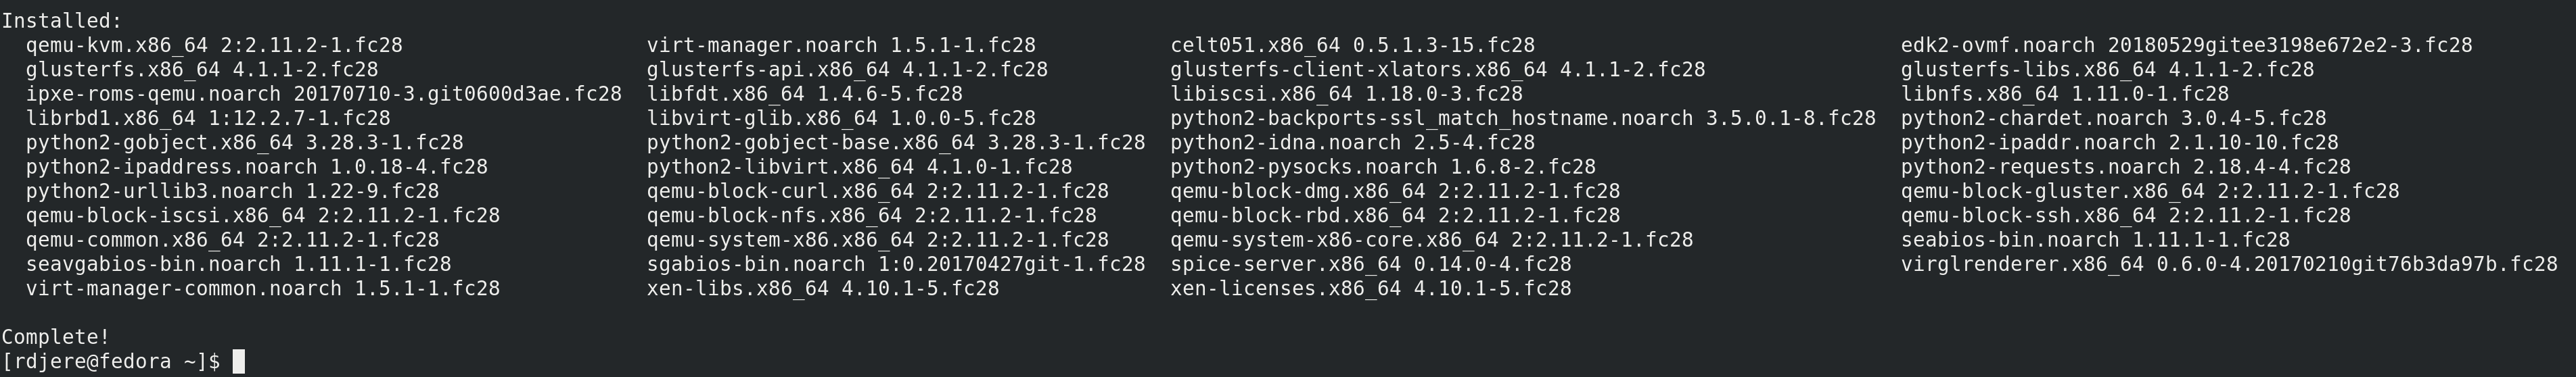 Installed:
qemu-kvm.x86_64 2:2.11.2-1.fc28 virt-manager.noarch 1.5.1-1.fc28 celt051.x86_64 0.5.1.3-15.fc28 edk2-ovmf.noarch 20180529gitee3198e672e2-3.fc28
glusterfs.x86_64 4.1.1-2.fc28 glusterfs-api.x86_64 4.1.1-2.fc28 glusterfs-client-xlators.x86_64 4.1.1-2.fc28 glusterfs-libs.x86_64 4.1.1-2.fc28
ipxe-roms-qemu.noarch 20170710-3.git0600d3ae.fc28 libfdt.x86_64 1.4.6-5.fc28 libiscsi.x86_64 1.18.0-3.fc28 libnfs.x86_64 1.11.0-1.fc28
librbd1.x86_64 1:12.2.7-1.fc28 libvirt-glib.x86_64 1.0.0-5.fc28 python2-backports-ssl_match_hostname.noarch 3.5.0.1-8.fc28 python2-chardet.noarch 3.0.4-5.fc28
python2-gobject.x86_64 3.28.3-1.fc28 python2-gobject-base.x86_64 3.28.3-1.fc28 python2-idna.noarch 2.5-4.fc28 python2-ipaddr.noarch 2.1.10-10.fc28
python2-ipaddress.noarch 1.0.18-4.fc28 python2-libvirt.x86_64 4.1.0-1.fc28 python2-pysocks.noarch 1.6.8-2.fc28 python2-requests.noarch 2.18.4-4.fc28
python2-urllib3.noarch 1.22-9.fc28 qemu-block-curl.x86_64 2:2.11.2-1.fc28 qemu-block-dmg.x86_64 2:2.11.2-1.fc28 qemu-block-gluster.x86_64 2:2.11.2-1.fc28
qemu-block-iscsi.x86_64 2:2.11.2-1.fc28 qemu-block-nfs.x86_64 2:2.11.2-1.fc28 qemu-block-rbd.x86_64 2:2.11.2-1.fc28 qemu-block-ssh.x86_64 2:2.11.2-1.fc28
qemu-common.x86_64 2:2.11.2-1.fc28 qemu-system-x86.x86_64 2:2.11.2-1.fc28 qemu-system-x86-core.x86_64 2:2.11.2-1.fc28 seabios-bin.noarch 1.11.1-1.fc28
seavgabios-bin.noarch 1.11.1-1.fc28 sgabios-bin.noarch 1:0.20170427git-1.fc28 spice-server.x86_64 0.14.0-4.fc28 virglrenderer.x86_64 0.6.0-4.20170210git76b3da97b.fc28
virt-manager-common.noarch 1.5.1-1.fc28 xen-libs.x86_64 4.10.1-5.fc28 xen-licenses.x86_64 4.10.1-5.fc28
Complete!
[rdjere@fedora ~]$